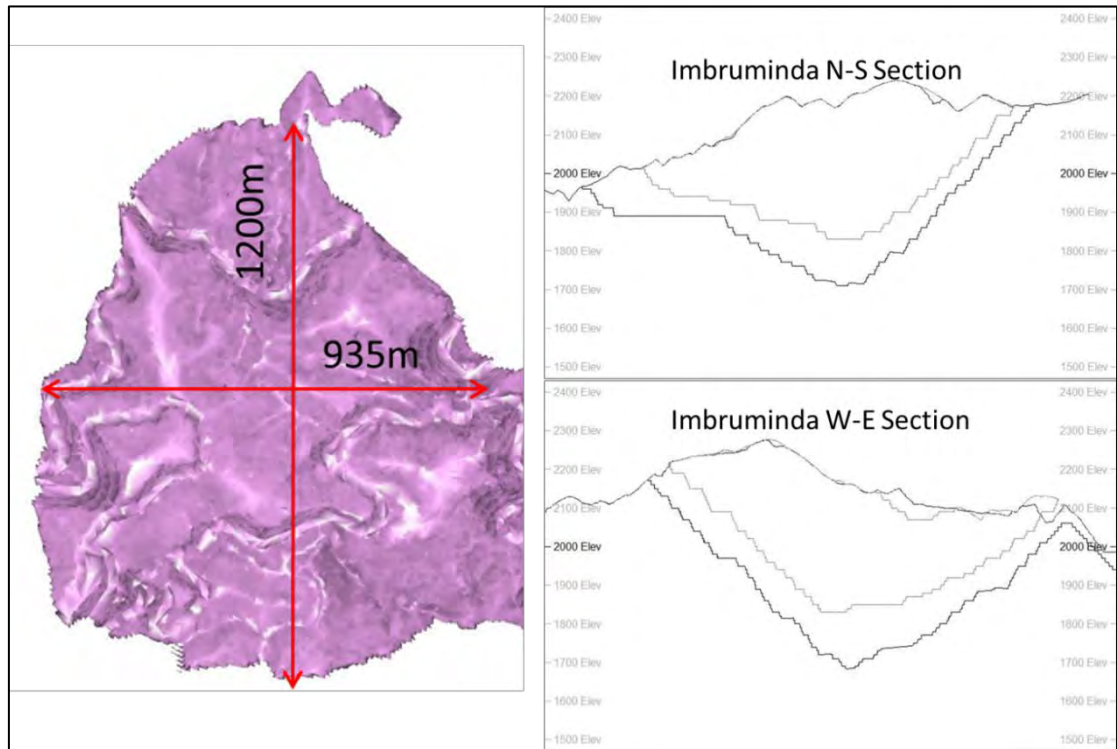 1200m
935m
Imbruminda N-S Section
2400 Elev 2400 Elev
2300 Elev 2300 Elev
2200 Elev 2200 Elev
2100 Elev 2100 Elev
2000 Elev 2000 Elev
1900 Elev 1900 Elev
1800 Elev 1800 Elev
1700 Elev 1700 Elev
1600 Elev 1600 Elev
1500 Elev 1500 Elev
Imbruminda W-E Section
2400 Elev 2400 Elev
2300 Elev 2300 Elev
2200 Elev 2200 Elev
2100 Elev 2100 Elev
2000 Elev 2000 Elev
1900 Elev 1900 Elev
1800 Elev 1800 Elev
1700 Elev 1700 Elev
1600 Elev 1600 Elev
1500 Elev 1500 Elev